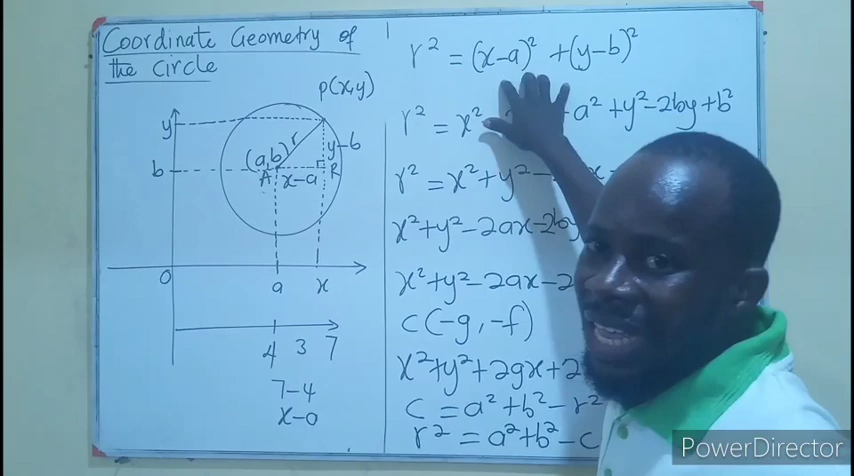 Coordinate Geometry of
the Circle
P(x,y)
y
r
y-b
(a,b)
b
A
x-a
R
O
a
x
4 3 7
7-4
x-0
r² = (x-a)² + (y-b)²
r² = x² a² + y² - 2by + b²
r² = x² + y² - 2ax
x² + y² - 2ax - 2by
x² + y² - 2ax - 2
c(-g, -f)
x² + y² + 2gx + 2
c = a² + b² - r²
r² = a² + b² - c
PowerDirector